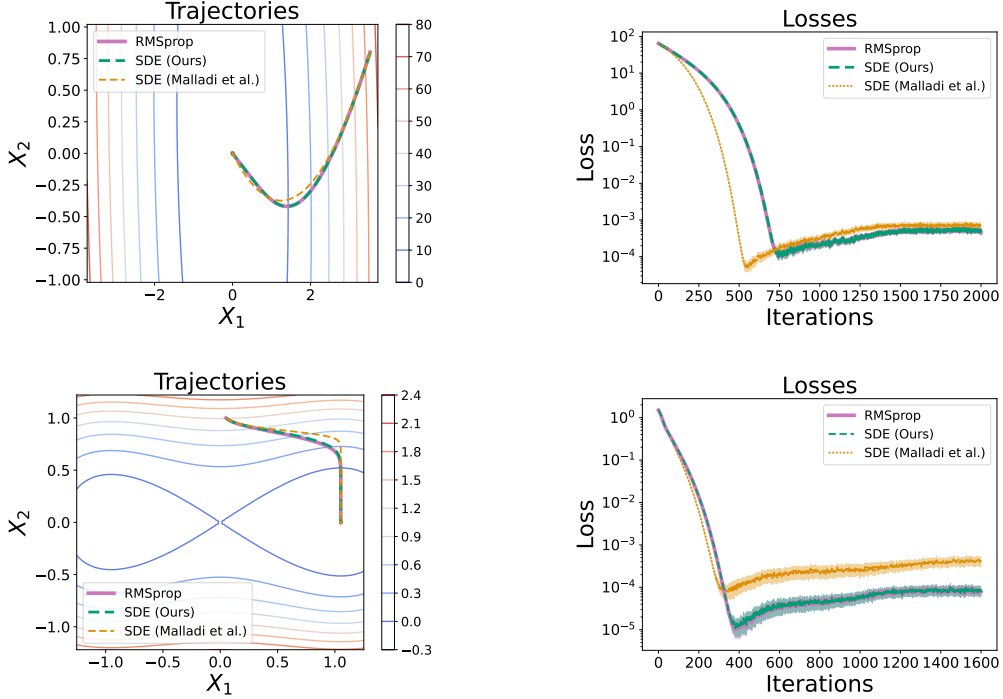 Trajectories
RMSprop
SDE (Ours)
SDE (Malladi et al.)
1.00
0.75
0.50
0.25
0.00
−0.25
−0.50
−0.75
−1.00
X2
−2
0
2
X1
80
70
60
50
40
30
20
10
0
Losses
RMSprop
SDE (Ours)
SDE (Malladi et al.)
10^2
10^1
10^0
10^−1
10^−2
10^−3
10^−4
Loss
0 250 500 750 1000 1250 1500 1750 2000
Iterations
Trajectories
1.0
0.5
0.0
−0.5
−1.0
X2
RMSprop
SDE (Ours)
SDE (Malladi et al.)
−1.0 −0.5 0.0 0.5 1.0
X1
2.4
2.1
1.8
1.5
1.2
0.9
0.6
0.3
0.0
−0.3
Losses
RMSprop
SDE (Ours)
SDE (Malladi et al.)
10^0
10^−1
10^−2
10^−3
10^−4
10^−5
Loss
0 200 400 600 800 1000 1200 1400 1600
Iterations